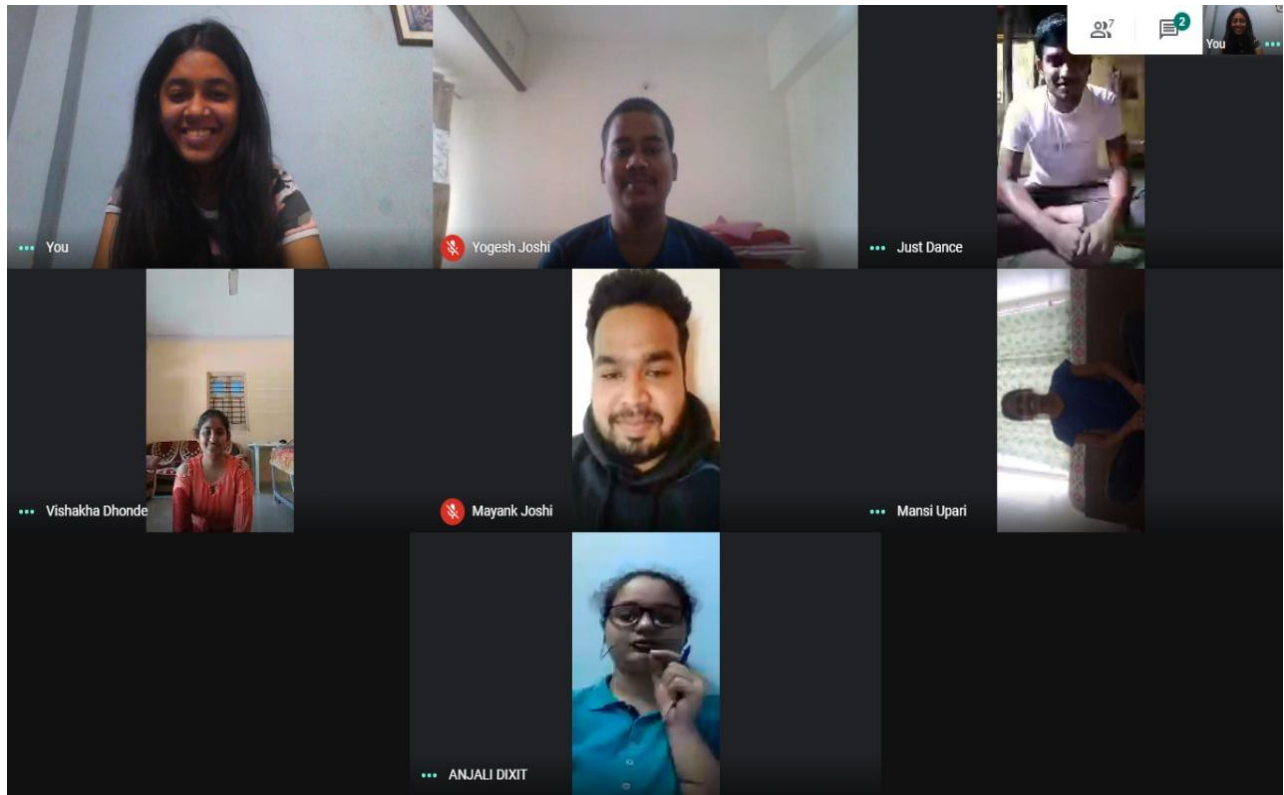 7
2
You
You
Yogesh Joshi
Just Dance
Vishakha Dhonde
Mayank Joshi
Mansi Upari
ANJALI DIXIT